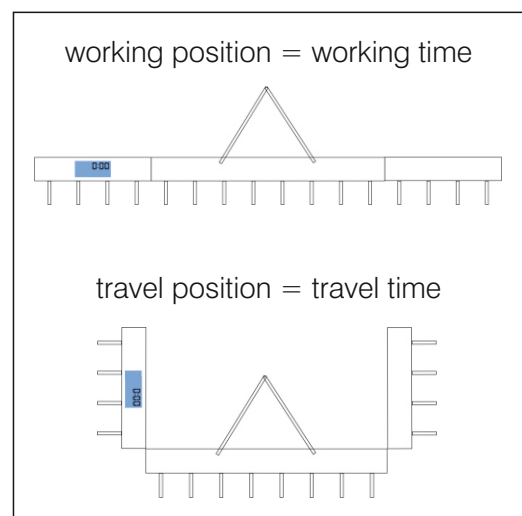 working position = working time
0:00
travel position = travel time
0:00